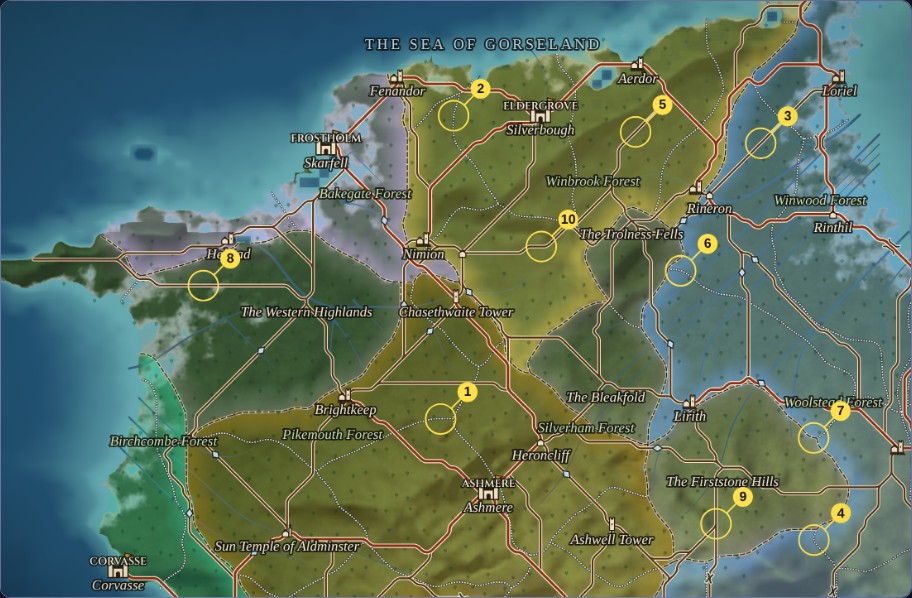 THE SEA OF GORSELAND
2
Fenandor
Aerdor
Loriel
ELDERGROVE
Silverbough
5
3
FROSTHOLM
Skarfell
Bakegate Forest
Winbrook Forest
Rineron
Winwood Forest
Rinthil
10
The Trolness Fells
6
8
Nimion
The Western Highlands
Chasethwaite Tower
1
The Bleakfold
Brightkeep
Lirith
Woolstead Forest
7
Birchcombe Forest
Pikemouth Forest
Silverham Forest
Heroncliff
ASHMERE
Ashmere
The Firststone Hills
9
4
Sun Temple of Aldminster
Ashwell Tower
CORVASSE
Corvasse